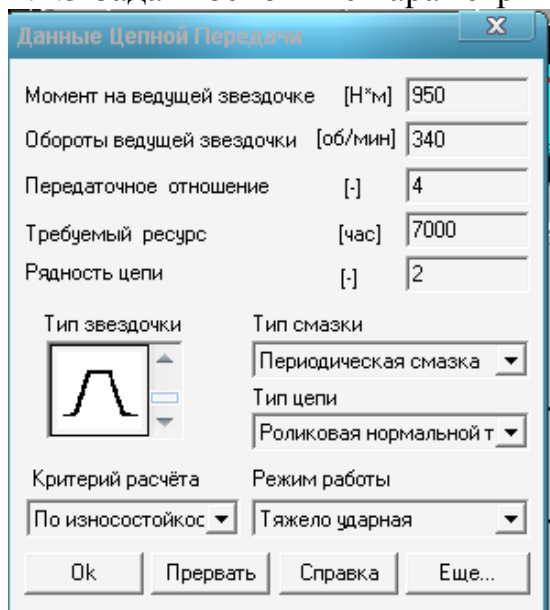 Данные Цепной Передачи
Момент на ведущей звездочке [Н*м] 950
Обороты ведущей звездочки [об/мин] 340
Передаточное отношение [-] 4
Требуемый ресурс [час] 7000
Рядность цепи [-] 2
Тип звездочки
Тип смазки
Периодическая смазка
Тип цепи
Роликовая нормальной т
Критерий расчёта Режим работы
По износостойкос Тяжело ударная
Ok Прервать Справка Еще...